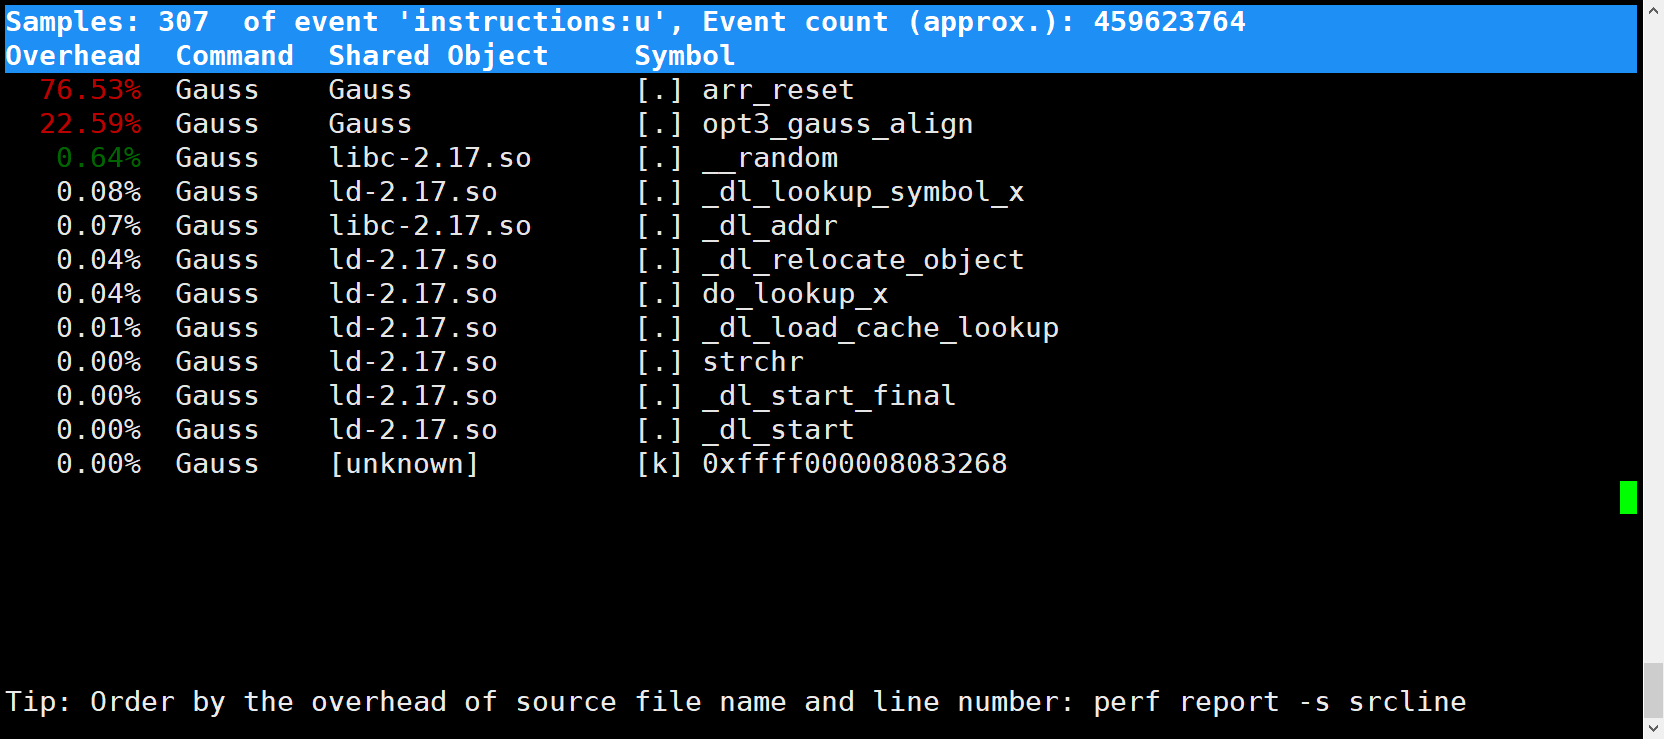 Samples: 307  of event 'instructions:u', Event count (approx.): 459623764
Overhead  Command  Shared Object     Symbol
  76.53%  Gauss    Gauss             [.] arr_reset
  22.59%  Gauss    Gauss             [.] opt3_gauss_align
   0.64%  Gauss    libc-2.17.so      [.] __random
   0.08%  Gauss    ld-2.17.so        [.] _dl_lookup_symbol_x
   0.07%  Gauss    libc-2.17.so      [.] _dl_addr
   0.04%  Gauss    ld-2.17.so        [.] _dl_relocate_object
   0.04%  Gauss    ld-2.17.so        [.] do_lookup_x
   0.01%  Gauss    ld-2.17.so        [.] _dl_load_cache_lookup
   0.00%  Gauss    ld-2.17.so        [.] strchr
   0.00%  Gauss    ld-2.17.so        [.] _dl_start_final
   0.00%  Gauss    ld-2.17.so        [.] _dl_start
   0.00%  Gauss    [unknown]         [k] 0xffff000008083268
Tip: Order by the overhead of source file name and line number: perf report -s srcline